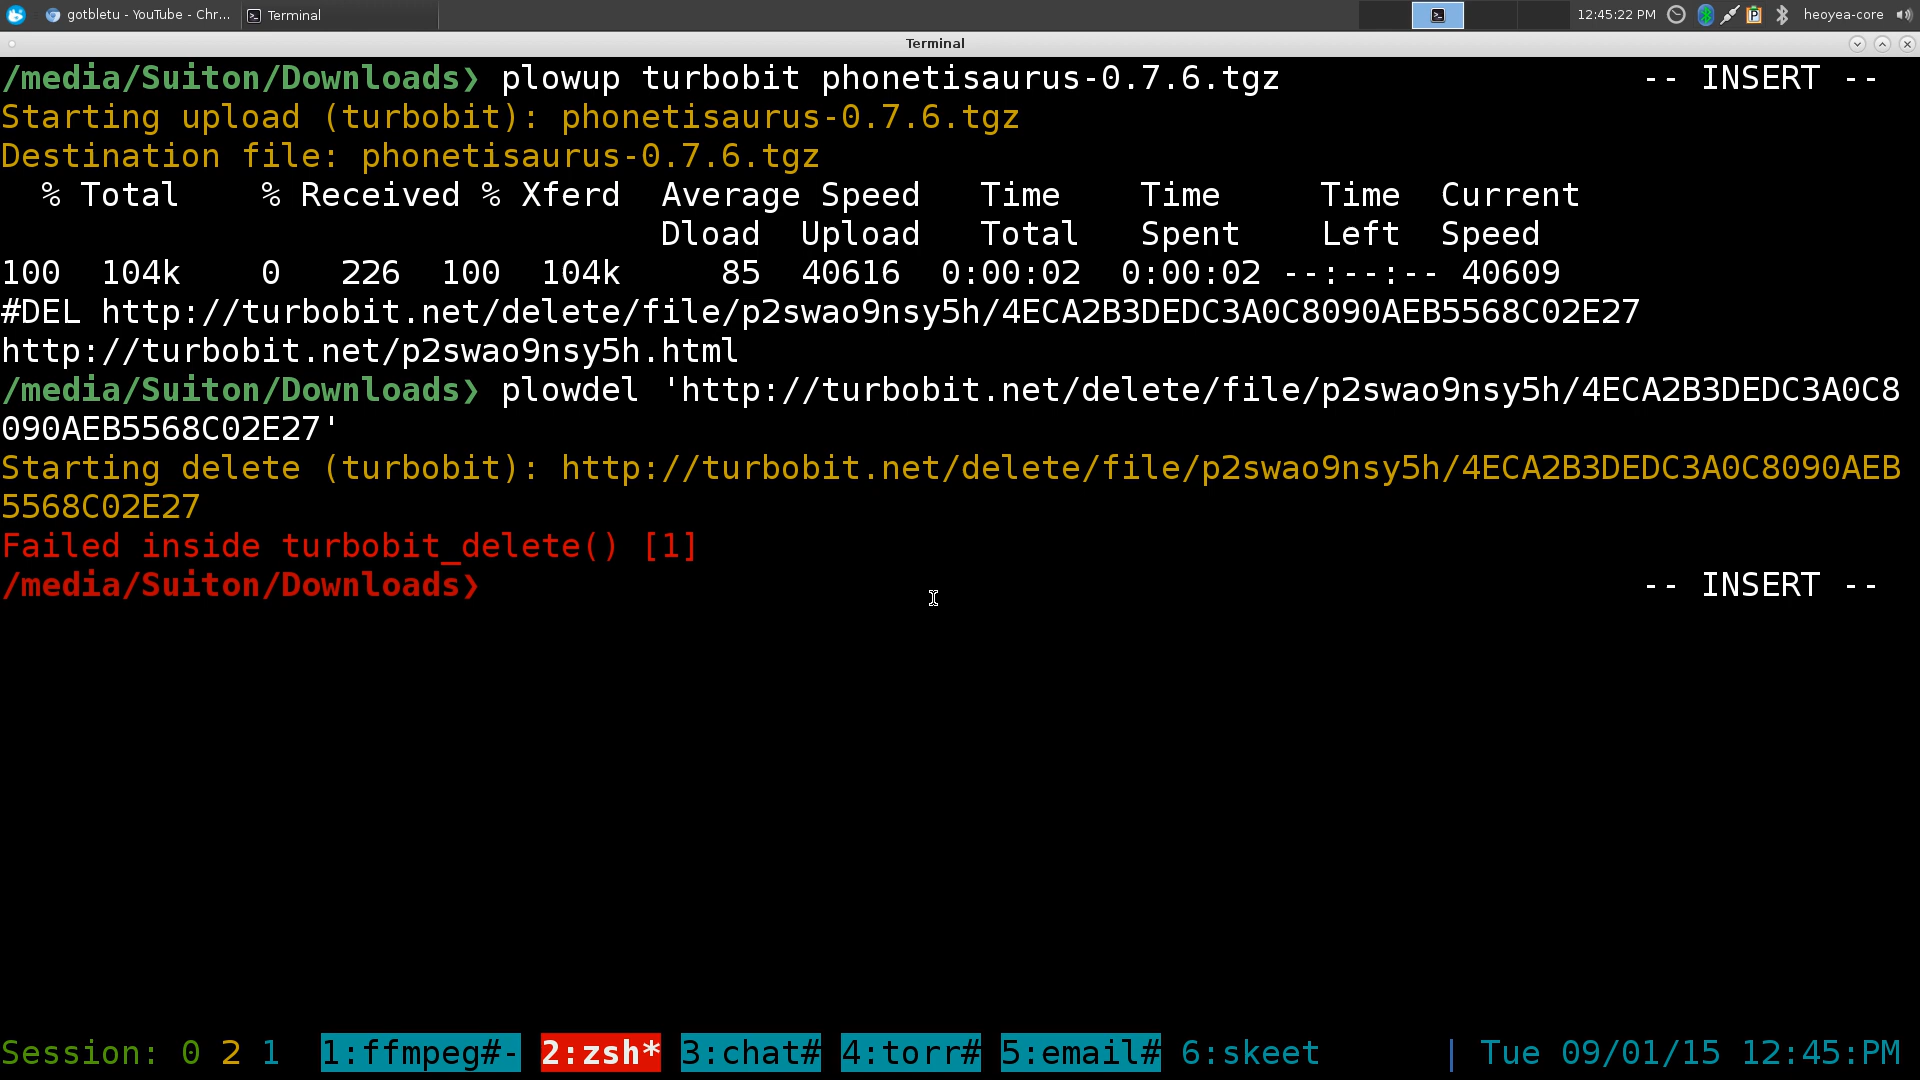 gotbletu - YouTube - Chr... Terminal 12:45:22 PM heoyea-core
Terminal
/media/Suiton/Downloads❯ plowup turbobit phonetisaurus-0.7.6.tgz -- INSERT --
Starting upload (turbobit): phonetisaurus-0.7.6.tgz
Destination file: phonetisaurus-0.7.6.tgz
% Total % Received % Xferd Average Speed Time Time Time Current
Dload Upload Total Spent Left Speed
100 104k 0 226 100 104k 85 40616 0:00:02 0:00:02 --:--:-- 40609
#DEL http://turbobit.net/delete/file/p2swao9nsy5h/4ECA2B3DEDC3A0C8090AEB5568C02E27
http://turbobit.net/p2swao9nsy5h.html
/media/Suiton/Downloads❯ plowdel 'http://turbobit.net/delete/file/p2swao9nsy5h/4ECA2B3DEDC3A0C8
090AEB5568C02E27'
Starting delete (turbobit): http://turbobit.net/delete/file/p2swao9nsy5h/4ECA2B3DEDC3A0C8090AEB
5568C02E27
Failed inside turbobit_delete() [1]
/media/Suiton/Downloads❯ -- INSERT --
Session: 0 2 1 1:ffmpeg#- 2:zsh* 3:chat# 4:torr# 5:email# 6:skeet | Tue 09/01/15 12:45:PM